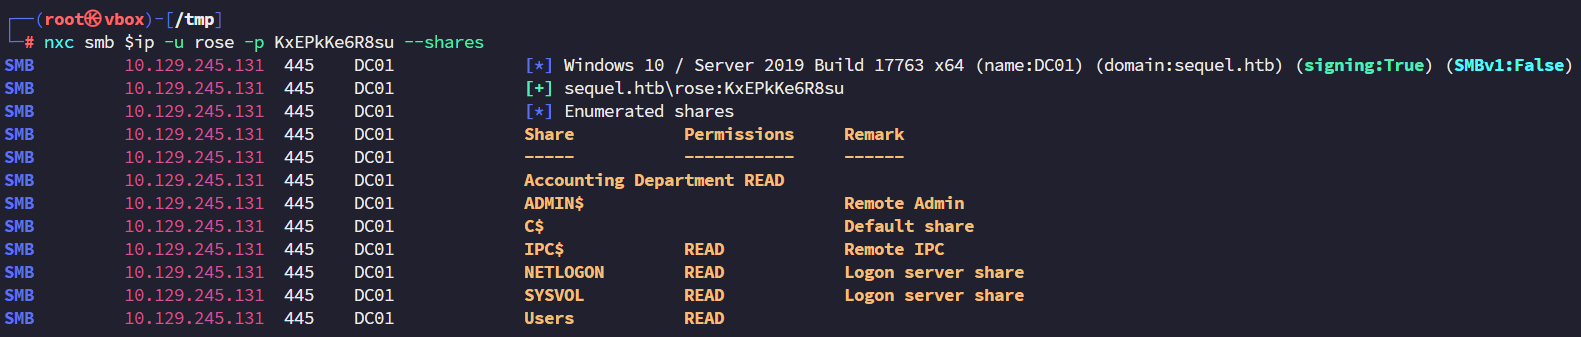 ┌──(root㉿vbox)-[/tmp]
└─# nxc smb $ip -u rose -p KxEPkKe6R8su --shares
SMB         10.129.245.131  445    DC01             [*] Windows 10 / Server 2019 Build 17763 x64 (name:DC01) (domain:sequel.htb) (signing:True) (SMBv1:False)
SMB         10.129.245.131  445    DC01             [+] sequel.htb\rose:KxEPkKe6R8su
SMB         10.129.245.131  445    DC01             [*] Enumerated shares
SMB         10.129.245.131  445    DC01             Share           Permissions     Remark
SMB         10.129.245.131  445    DC01             -----           -----------     ------
SMB         10.129.245.131  445    DC01             Accounting Department READ
SMB         10.129.245.131  445    DC01             ADMIN$                          Remote Admin
SMB         10.129.245.131  445    DC01             C$                              Default share
SMB         10.129.245.131  445    DC01             IPC$            READ            Remote IPC
SMB         10.129.245.131  445    DC01             NETLOGON        READ            Logon server share
SMB         10.129.245.131  445    DC01             SYSVOL          READ            Logon server share
SMB         10.129.245.131  445    DC01             Users           READ